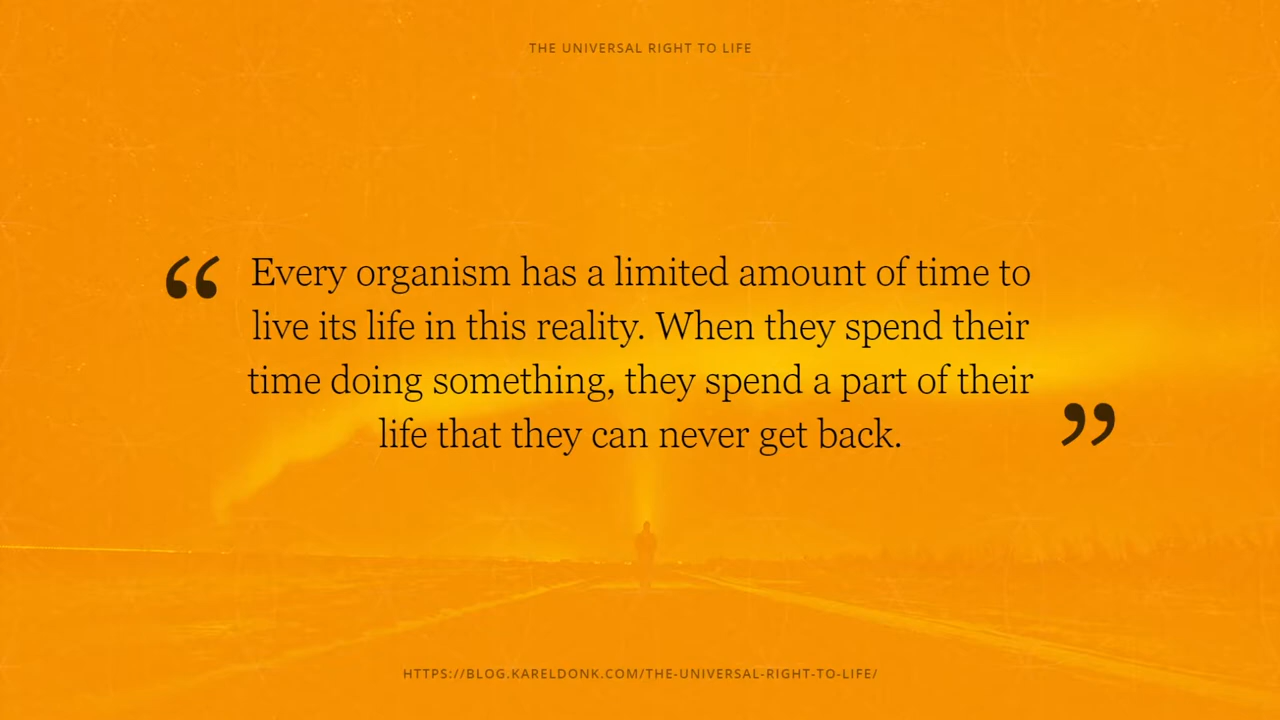 THE UNIVERSAL RIGHT TO LIFE
“ Every organism has a limited amount of time to
live its life in this reality. When they spend their
time doing something, they spend a part of their
life that they can never get back. ”
HTTPS://BLOG.KARELDONK.COM/THE-UNIVERSAL-RIGHT-TO-LIFE/